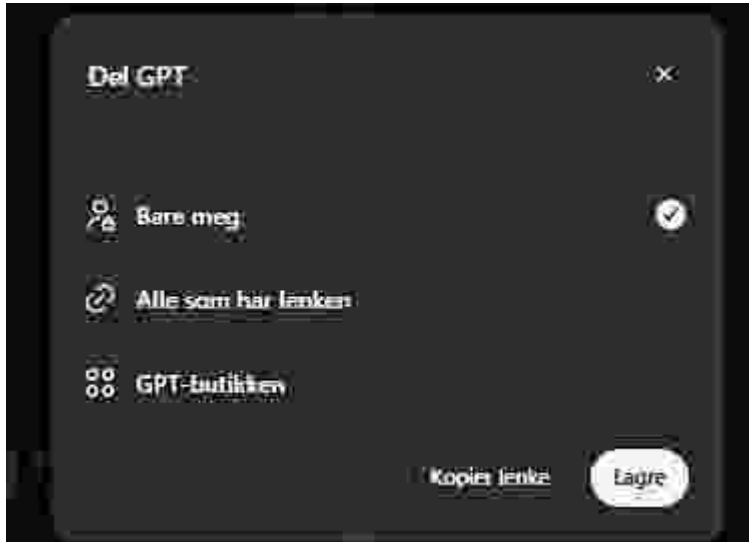 Del GPT
Bare meg
Alle som har lenken
GPT-butikken
Kopier lenke
Lagre